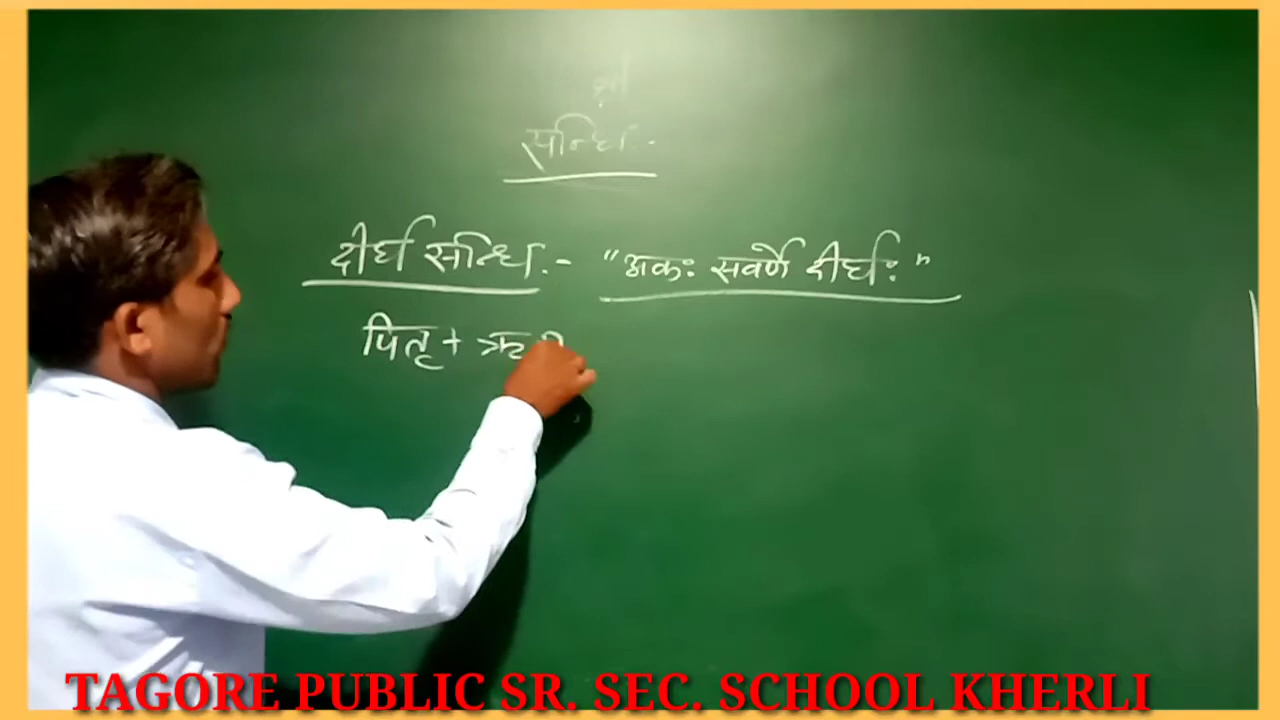 सन्धिः-
दीर्घ सन्धिः- "अकः सवर्णे दीर्घः"
पितृ +
TAGORE PUBLIC SR. SEC. SCHOOL KHERLI